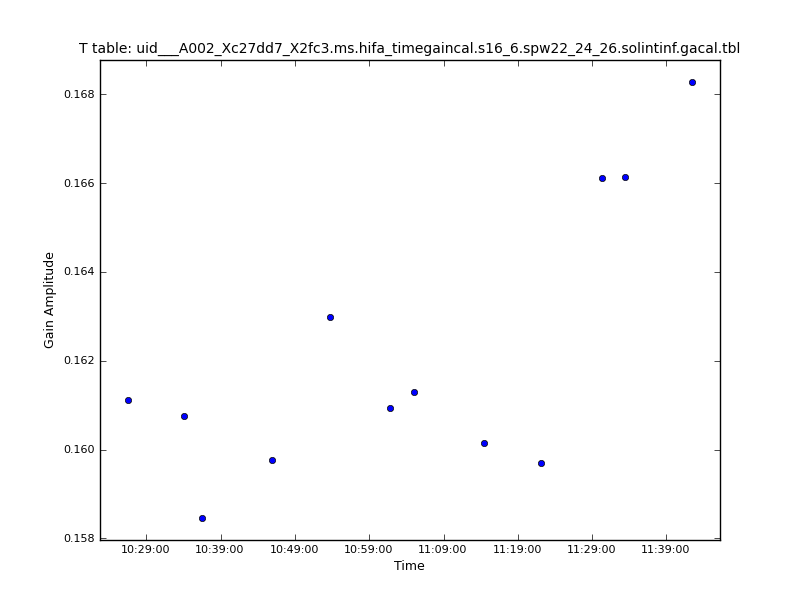 T table: uid___A002_Xc27dd7_X2fc3.ms.hifa_timegaincal.s16_6.spw22_24_26.solintinf.gacal.tbl
0.168
0.166
0.164
0.162
0.160
0.158
Gain Amplitude
10:29:00 10:39:00 10:49:00 10:59:00 11:09:00 11:19:00 11:29:00 11:39:00
Time